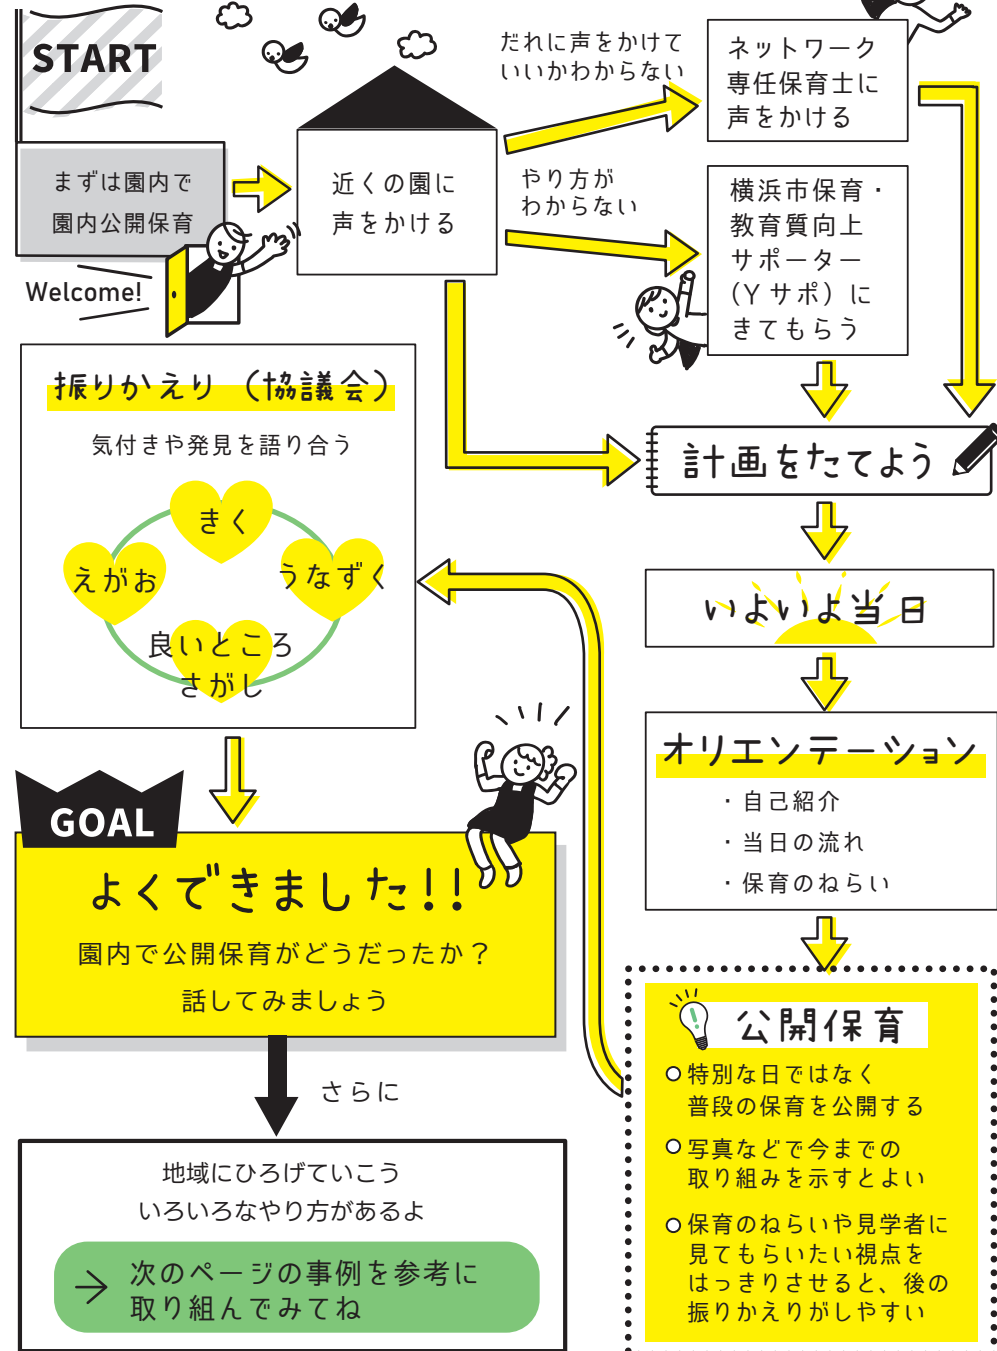 START
まずは園内で
園内公開保育
Welcome!
近くの園に
声をかける
だれに声をかけて
いいかわからない
ネットワーク
専任保育士に
声をかける
やり方が
わからない
横浜市保育・
教育質向上
サポーター
(Yサポ)に
きてもらう
計画をたてよう
いよいよ当日
オリエンテーション
・自己紹介
・当日の流れ
・保育のねらい
公開保育
特別な日ではなく
普段の保育を公開する
写真などで今までの
取り組みを示すとよい
保育のねらいや見学者に
見てもらいたい視点を
はっきりさせると、後の
振りかえりがしやすい
振りかえり（協議会）
気付きや発見を語り合う
きく
えがお
うなずく
良いところ
さがし
GOAL
よくできました!!
園内で公開保育がどうだったか?
話してみましょう
さらに
地域にひろげていこう
いろいろなやり方があるよ
→ 次のページの事例を参考に
取り組んでみてね